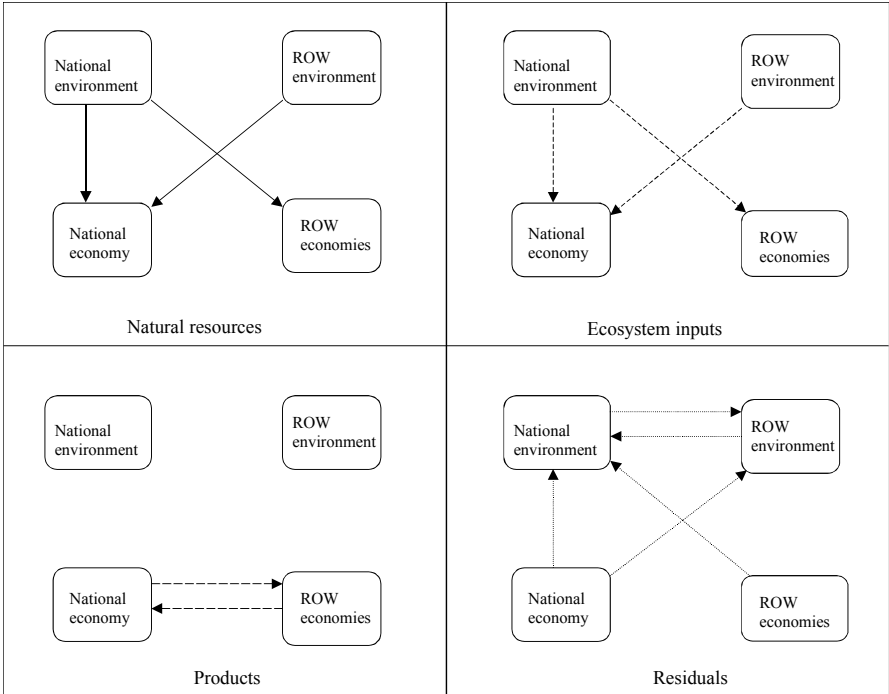 National
environment
ROW
environment
National
economy
ROW
economies
Natural resources
National
environment
ROW
environment
National
economy
ROW
economies
Ecosystem inputs
National
environment
ROW
environment
National
economy
ROW
economies
Products
National
environment
ROW
environment
National
economy
ROW
economies
Residuals